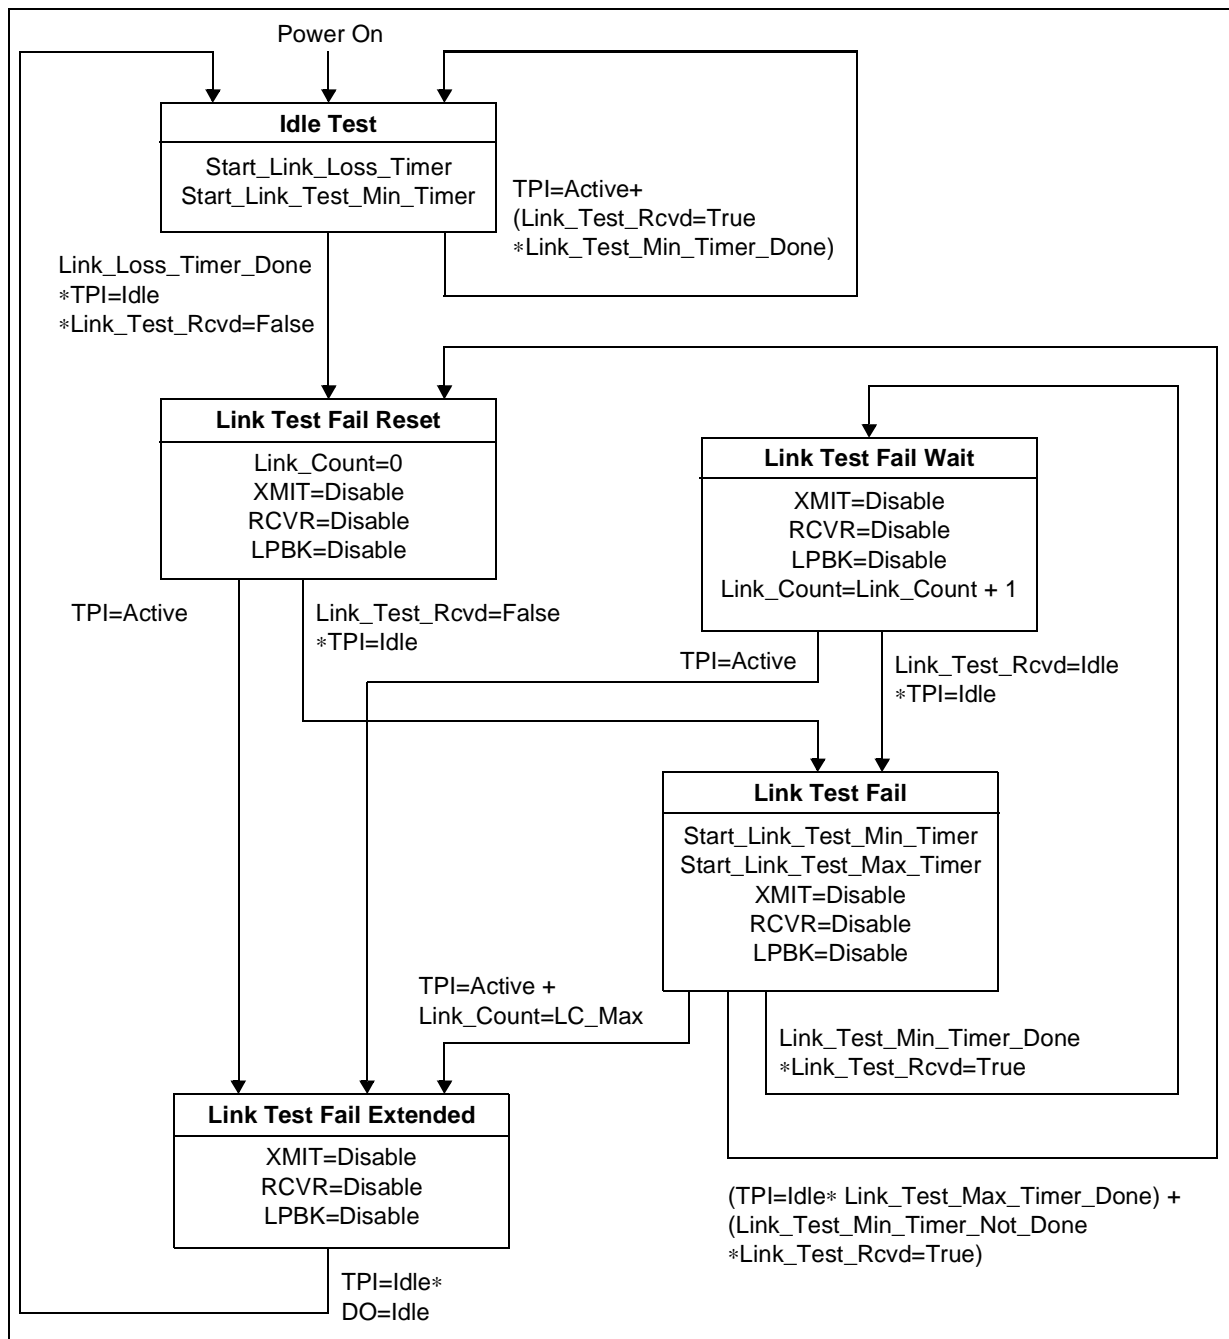 Power On
Idle Test
Start_Link_Loss_Timer
Start_Link_Test_Min_Timer
TPI=Active+
(Link_Test_Rcvd=True
*Link_Test_Min_Timer_Done)
Link_Loss_Timer_Done
*TPI=Idle
*Link_Test_Rcvd=False
Link Test Fail Reset
Link_Count=0
XMIT=Disable
RCVR=Disable
LPBK=Disable
Link Test Fail Wait
XMIT=Disable
RCVR=Disable
LPBK=Disable
Link_Count=Link_Count + 1
TPI=Active
Link_Test_Rcvd=False
*TPI=Idle
TPI=Active
Link_Test_Rcvd=Idle
*TPI=Idle
Link Test Fail
Start_Link_Test_Min_Timer
Start_Link_Test_Max_Timer
XMIT=Disable
RCVR=Disable
LPBK=Disable
TPI=Active +
Link_Count=LC_Max
Link_Test_Min_Timer_Done
*Link_Test_Rcvd=True
Link Test Fail Extended
XMIT=Disable
RCVR=Disable
LPBK=Disable
(TPI=Idle* Link_Test_Max_Timer_Done) +
(Link_Test_Min_Timer_Not_Done
*Link_Test_Rcvd=True)
TPI=Idle*
DO=Idle